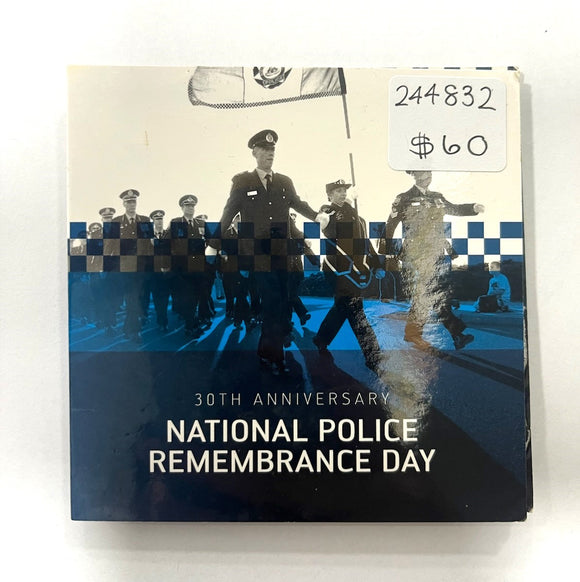 244832
$60
30TH ANNIVERSARY
NATIONAL POLICE
REMEMBRANCE DAY